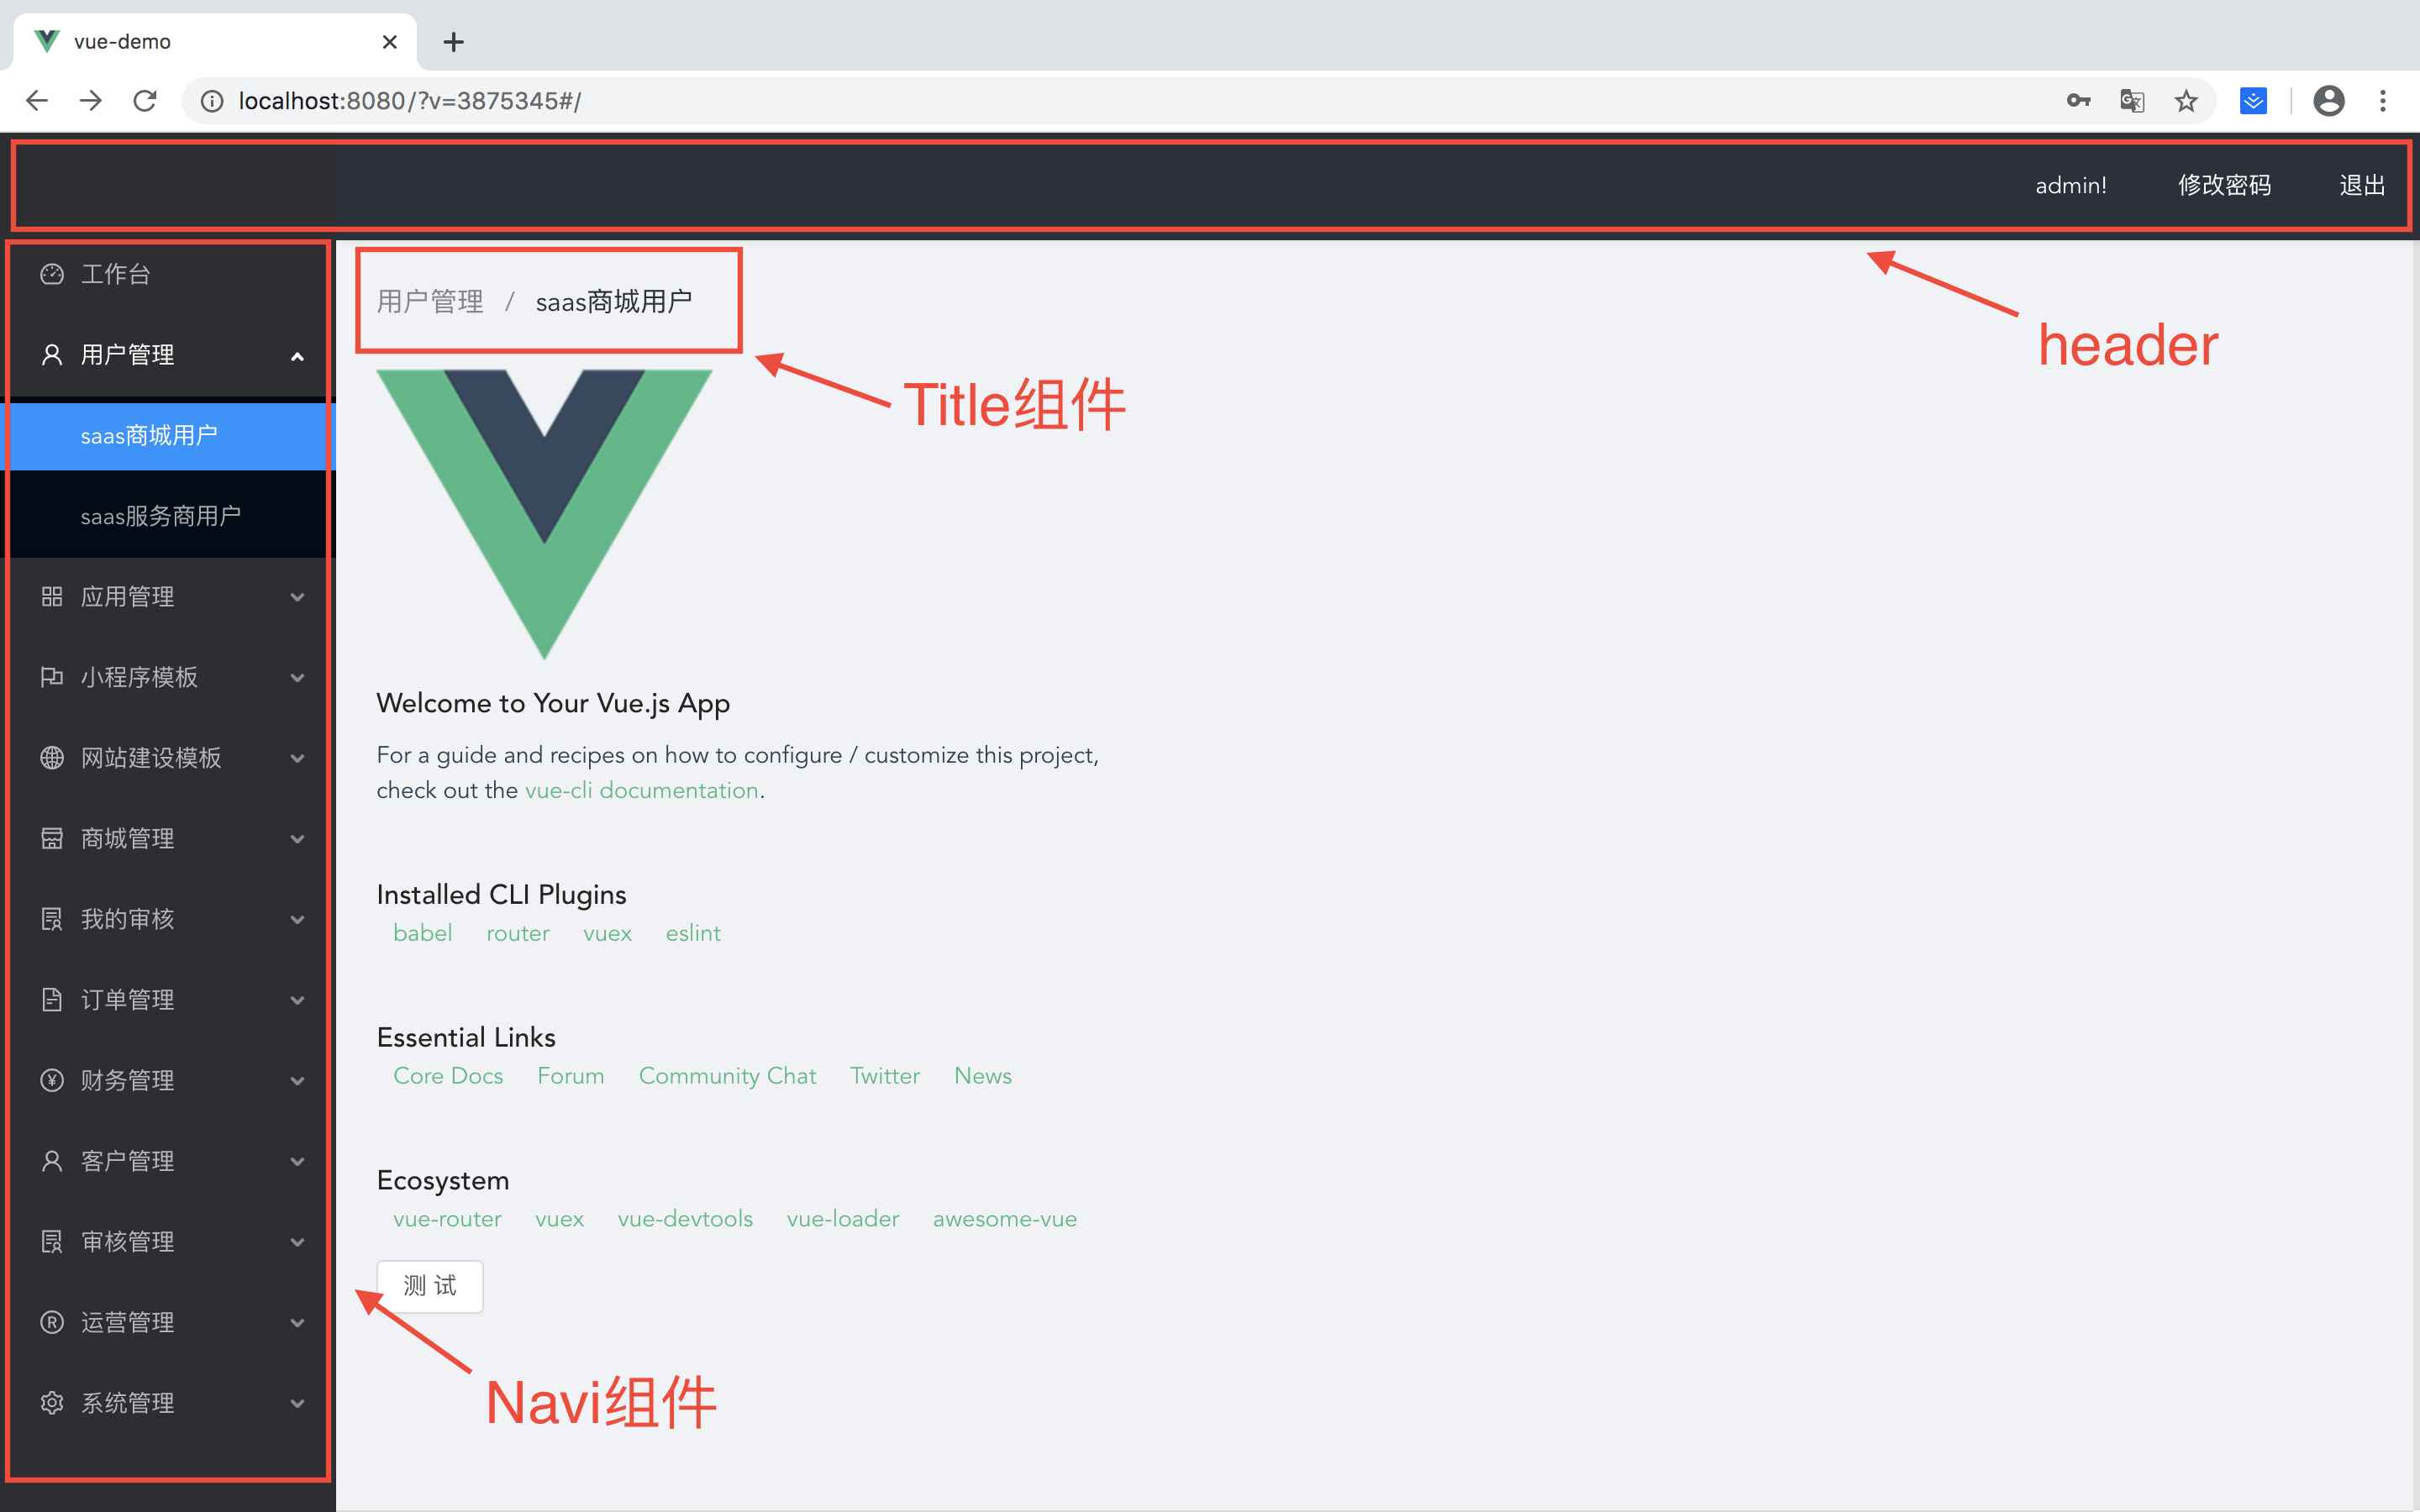 vue-demo
localhost:8080/?v=3875345#/
admin! 修改密码 退出
工作台
用户管理
saas商城用户
saas服务商用户
应用管理
小程序模板
网站建设模板
商城管理
我的审核
订单管理
财务管理
客户管理
审核管理
运营管理
系统管理
用户管理 / saas商城用户
header
Title组件
Welcome to Your Vue.js App
For a guide and recipes on how to configure / customize this project,
check out the vue-cli documentation.
Installed CLI Plugins
babel router vuex eslint
Essential Links
Core Docs Forum Community Chat Twitter News
Ecosystem
vue-router vuex vue-devtools vue-loader awesome-vue
测 试
Navi组件